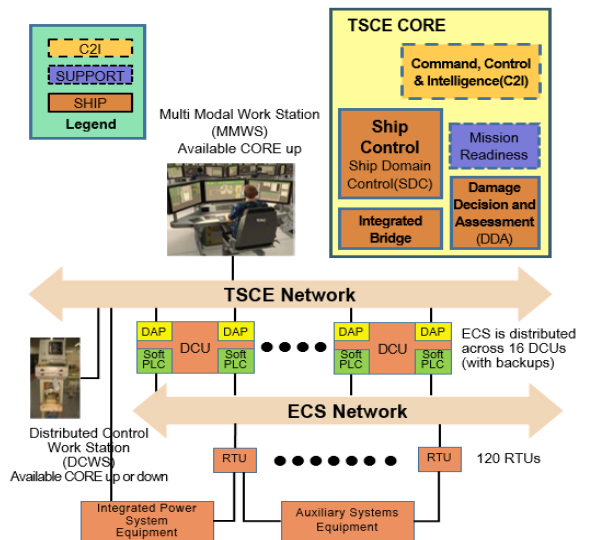 C2I
SUPPORT
SHIP
Legend
TSCE CORE
Command, Control
& Intelligence(C2I)
Ship
Control
Ship Domain
Control(SDC)
Mission
Readiness
Integrated
Bridge
Damage
Decision and
Assessment
(DDA)
Multi Modal Work Station
(MMWS)
Available CORE up
TSCE Network
DAP
DAP
DCU
Soft
PLC
Soft
PLC
DAP
DAP
DCU
Soft
PLC
Soft
PLC
ECS is distributed
across 16 DCUs
(with backups)
ECS Network
Distributed Control
Work Station
(DCWS)
Available CORE up or down
RTU
RTU
120 RTUs
Integrated Power
System
Equipment
Auxiliary Systems
Equipment